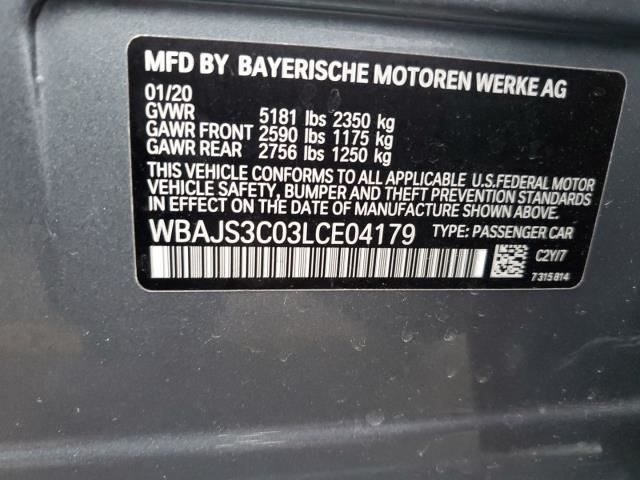 MFD BY BAYERISCHE MOTOREN WERKE AG
01/20
GVWR 5181 lbs 2350 kg
GAWR FRONT 2590 lbs 1175 kg
GAWR REAR 2756 lbs 1250 kg
THIS VEHICLE CONFORMS TO ALL APPLICABLE U.S.FEDERAL MOTOR
VEHICLE SAFETY, BUMPER AND THEFT PREVENTION STANDARDS
IN EFFECT ON THE DATE OF MANUFACTURE SHOWN ABOVE.
WBAJS3C03LCE04179 TYPE: PASSENGER CAR
C2Y/7
7315814